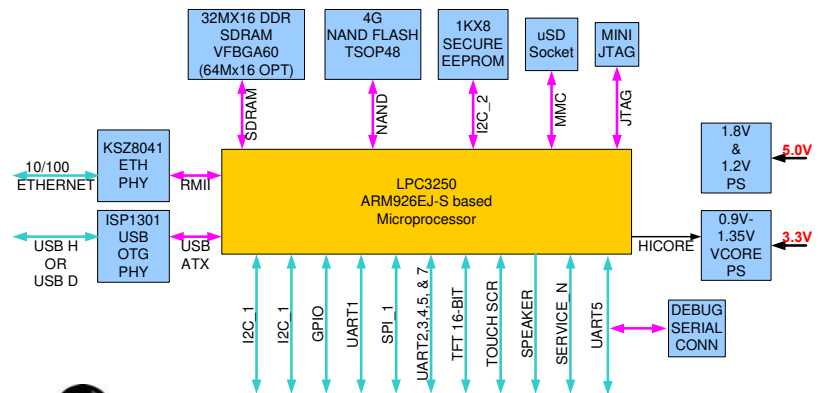 32MX16 DDR
SDRAM
VFBGA60
(64Mx16 OPT)
4G
NAND FLASH
TSOP48
1KX8
SECURE
EEPROM
uSD
Socket
MINI
JTAG
SDRAM
NAND
I2C_2
MMC
JTAG
KSZ8041
ETH
PHY
10/100
ETHERNET
RMII
ISP1301
USB
OTG
PHY
USB H
OR
USB D
USB
ATX
LPC3250
ARM926EJ-S based
Microprocessor
1.8V
&
1.2V
PS
5.0V
0.9V-
1.35V
VCORE
PS
3.3V
HICORE
I2C_1
I2C_1
GPIO
UART1
SPI_1
UART2,3,4,5, & 7
TFT 16-BIT
TOUCH SCR
SPEAKER
SERVICE_N
UART5
DEBUG
SERIAL
CONN